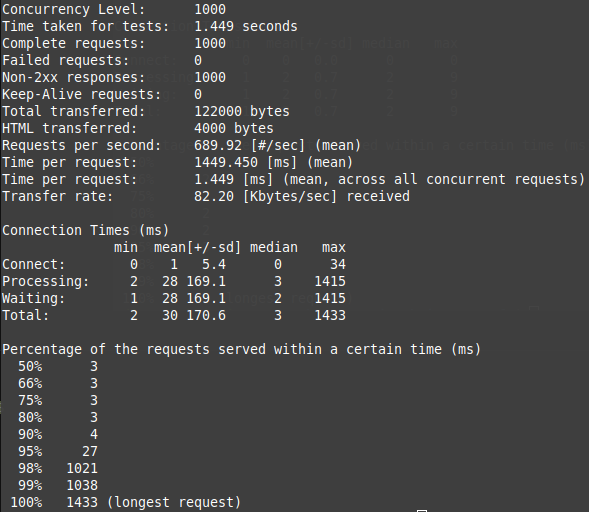 Concurrency Level:      1000
Time taken for tests:   1.449 seconds
Complete requests:      1000
Failed requests:        0
Non-2xx responses:      1000
Keep-Alive requests:    0
Total transferred:      122000 bytes
HTML transferred:       4000 bytes
Requests per second:    689.92 [#/sec] (mean)
Time per request:       1449.450 [ms] (mean)
Time per request:       1.449 [ms] (mean, across all concurrent requests)
Transfer rate:          82.20 [Kbytes/sec] received

Connection Times (ms)
              min  mean[+/-sd] median   max
Connect:        0    1   5.4      0      34
Processing:     2   28 169.1      3    1415
Waiting:        1   28 169.1      2    1415
Total:          2   30 170.6      3    1433

Percentage of the requests served within a certain time (ms)
  50%      3
  66%      3
  75%      3
  80%      3
  90%      4
  95%     27
  98%   1021
  99%   1038
 100%   1433 (longest request)